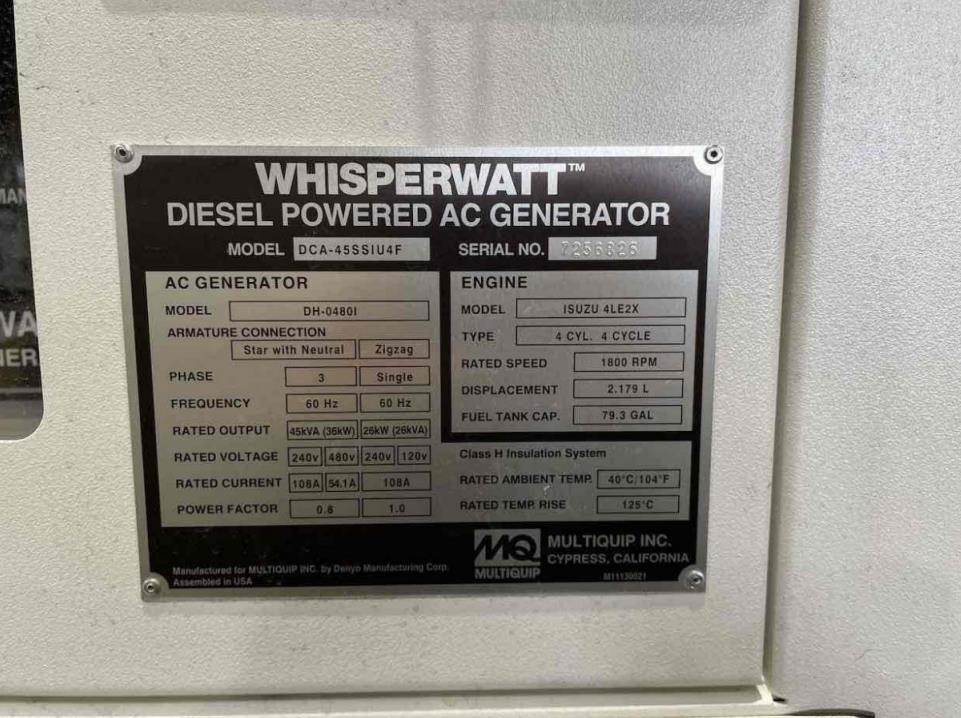 WHISPERWATT™
DIESEL POWERED AC GENERATOR
MODEL DCA-45SSIU4F SERIAL NO. 7256826
AC GENERATOR
MODEL DH-0480I
ARMATURE CONNECTION
Star with Neutral Zigzag
PHASE 3 Single
FREQUENCY 60 Hz 60 Hz
RATED OUTPUT 45kVA (36kW) 26kW (26kVA)
RATED VOLTAGE 240v 480v 240v 120v
RATED CURRENT 108A 54.1A 108A
POWER FACTOR 0.8 1.0
ENGINE
MODEL ISUZU 4LE2X
TYPE 4 CYL. 4 CYCLE
RATED SPEED 1800 RPM
DISPLACEMENT 2.179 L
FUEL TANK CAP. 79.3 GAL
Class H Insulation System
RATED AMBIENT TEMP. 40°C/104°F
RATED TEMP. RISE 125°C
Manufactured for MULTIQUIP INC. by Denyo Manufacturing Corp.
Assembled in USA
MQ
MULTIQUIP
MULTIQUIP INC.
CYPRESS, CALIFORNIA
M11130021